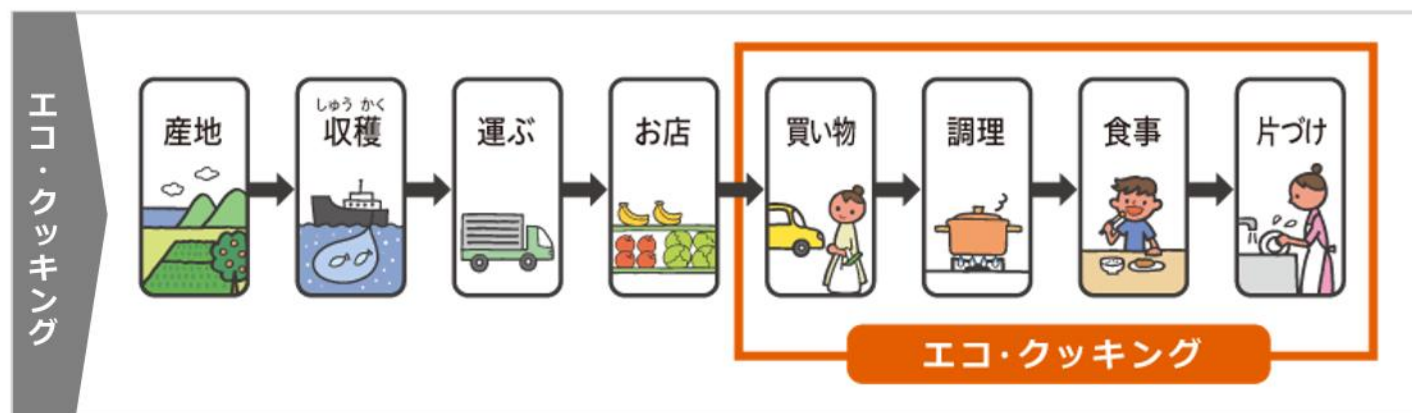 エコ・クッキング
産地
しゅう かく
収穫
運ぶ
お店
買い物
調理
食事
片づけ
エコ・クッキング